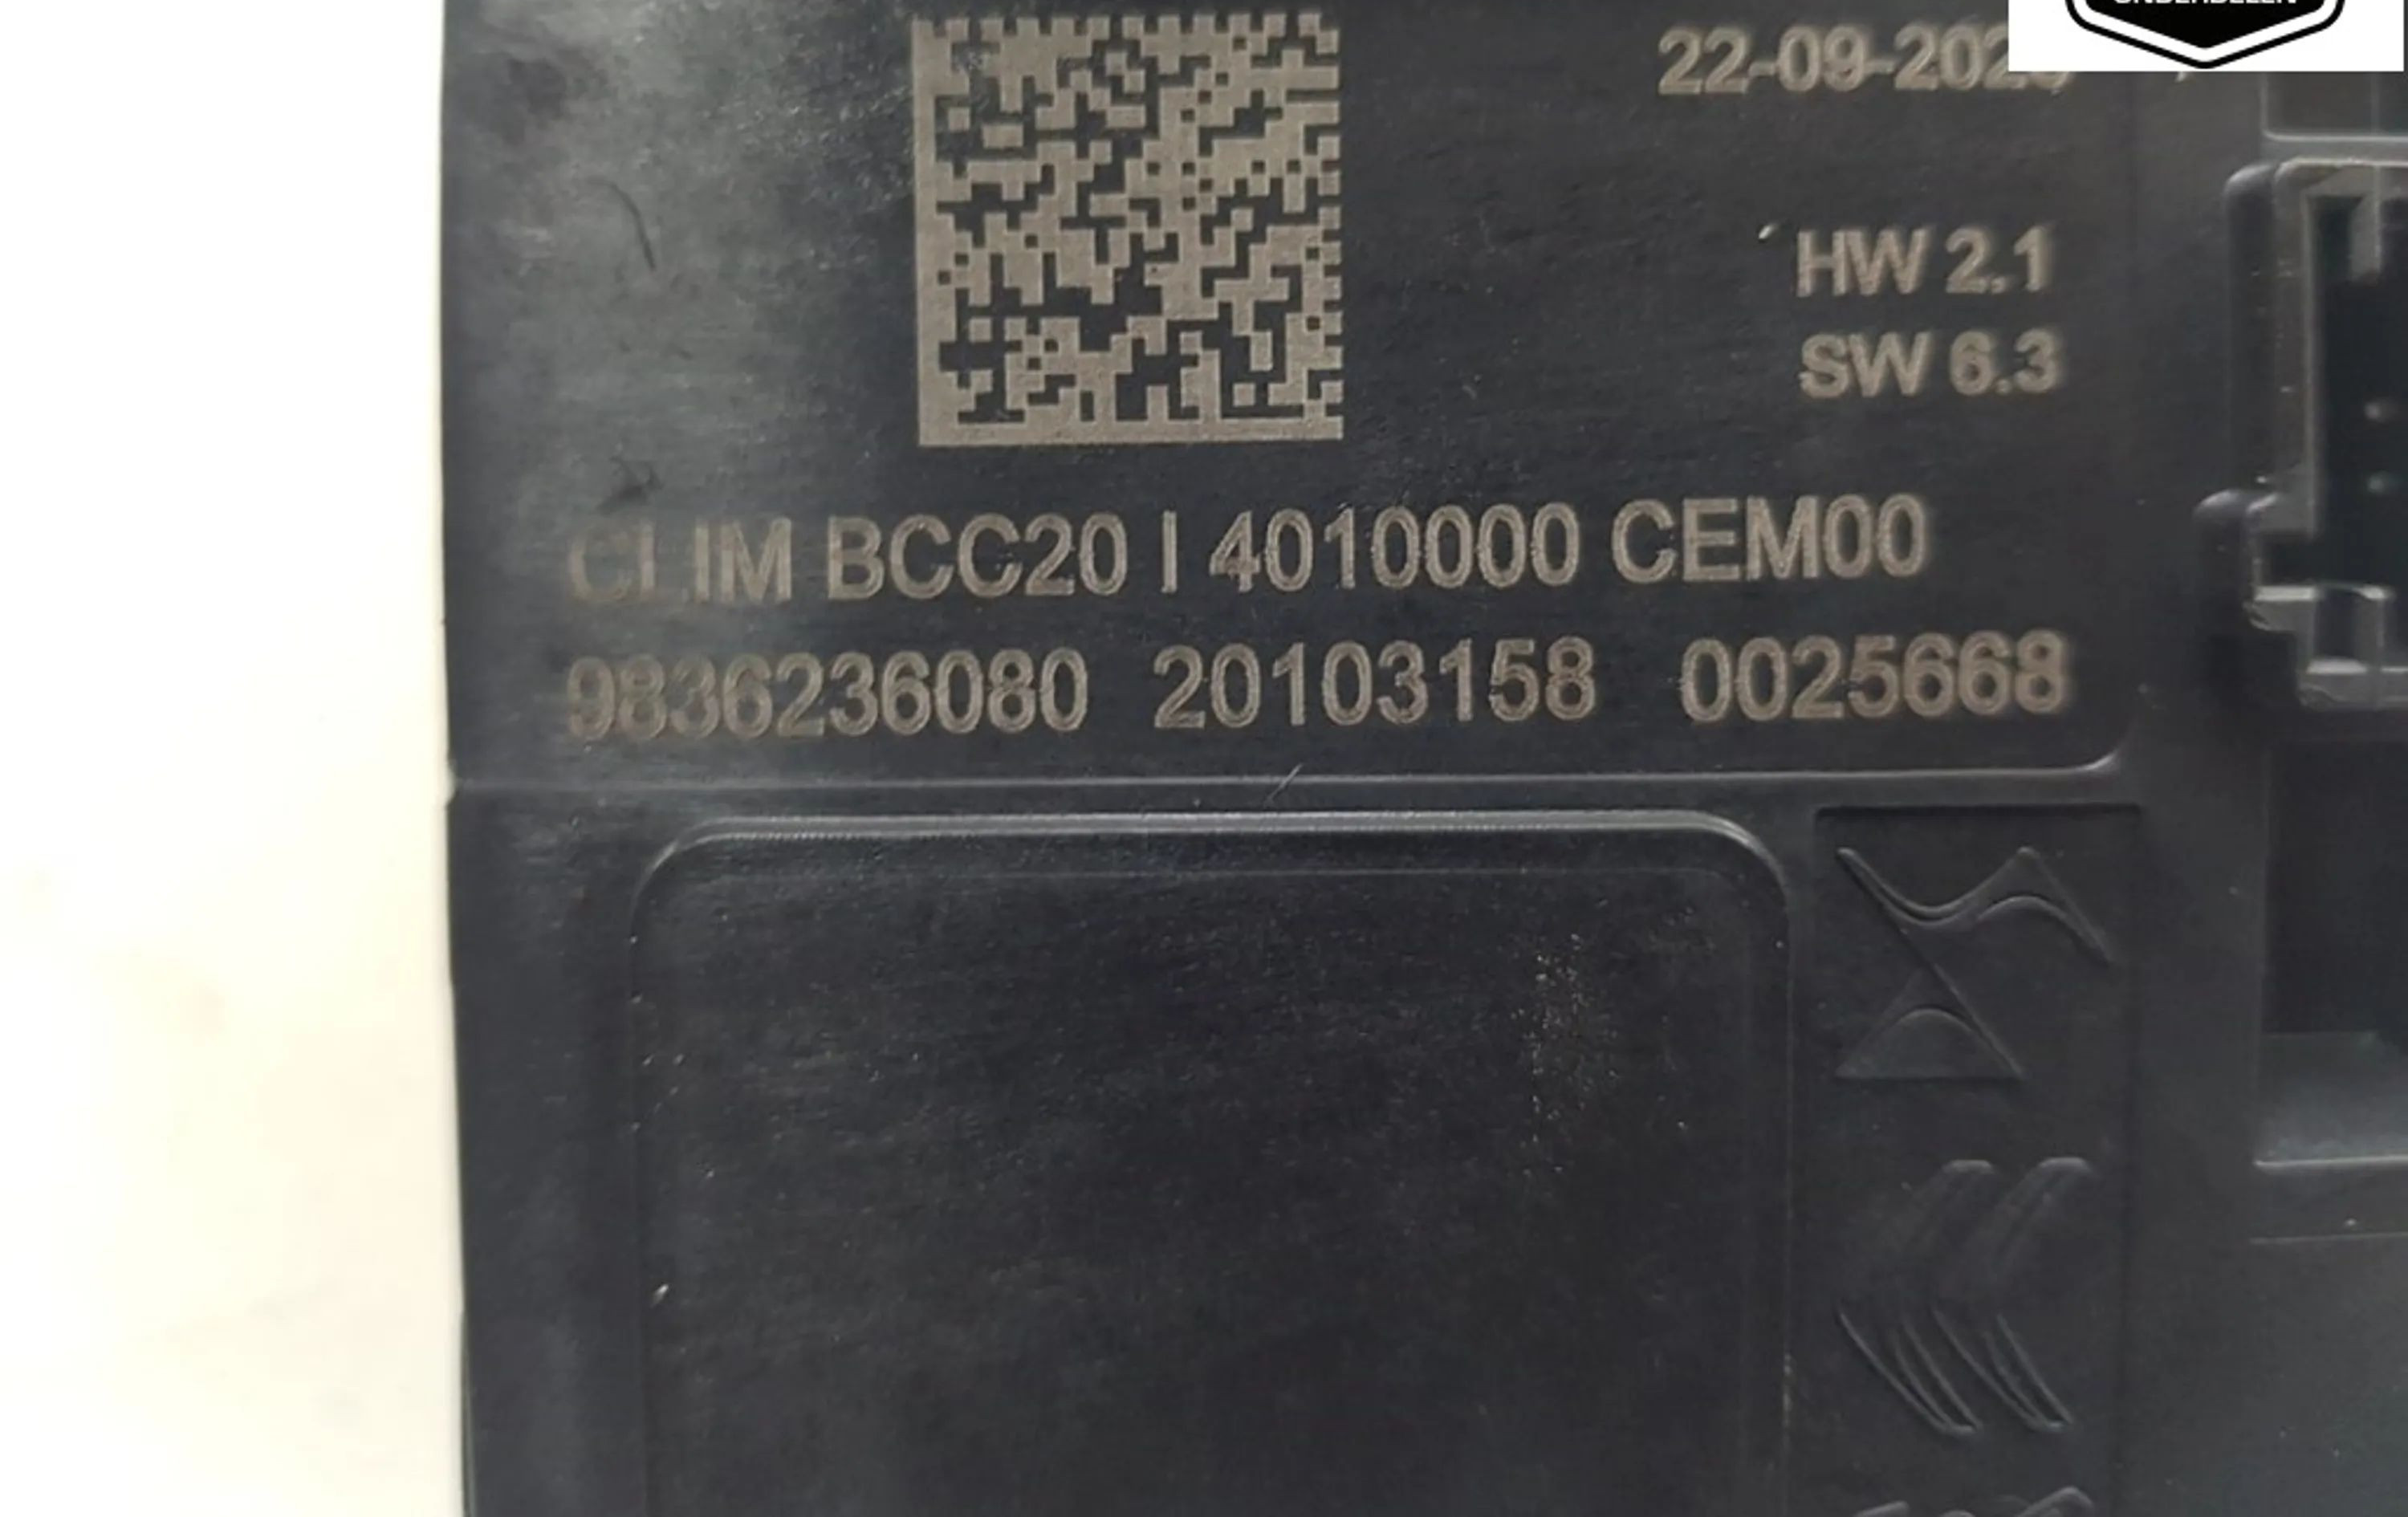 22-09-202
HW 2.1
SW 6.3
CLIM BCC20 I 4010000 CEM00
9836236080 20103158 0025668